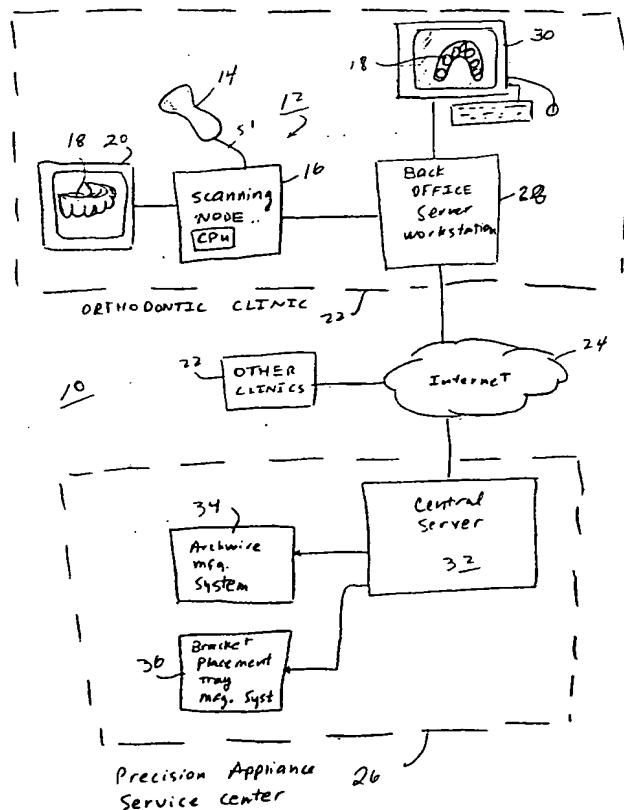 18
30
14
12
18
20
S'
16
Scanning
NODE..
CPU
Back
OFFICE
Server
Workstation
28
ORTHODONTIC CLINIC 22
24
22
OTHER
CLINICS
Internet
10
34
Archwire
mfg.
System
Central
Server
32
36
Bracket
Placement
Tray
mfg. Syst
Precision Appliance 26
Service center